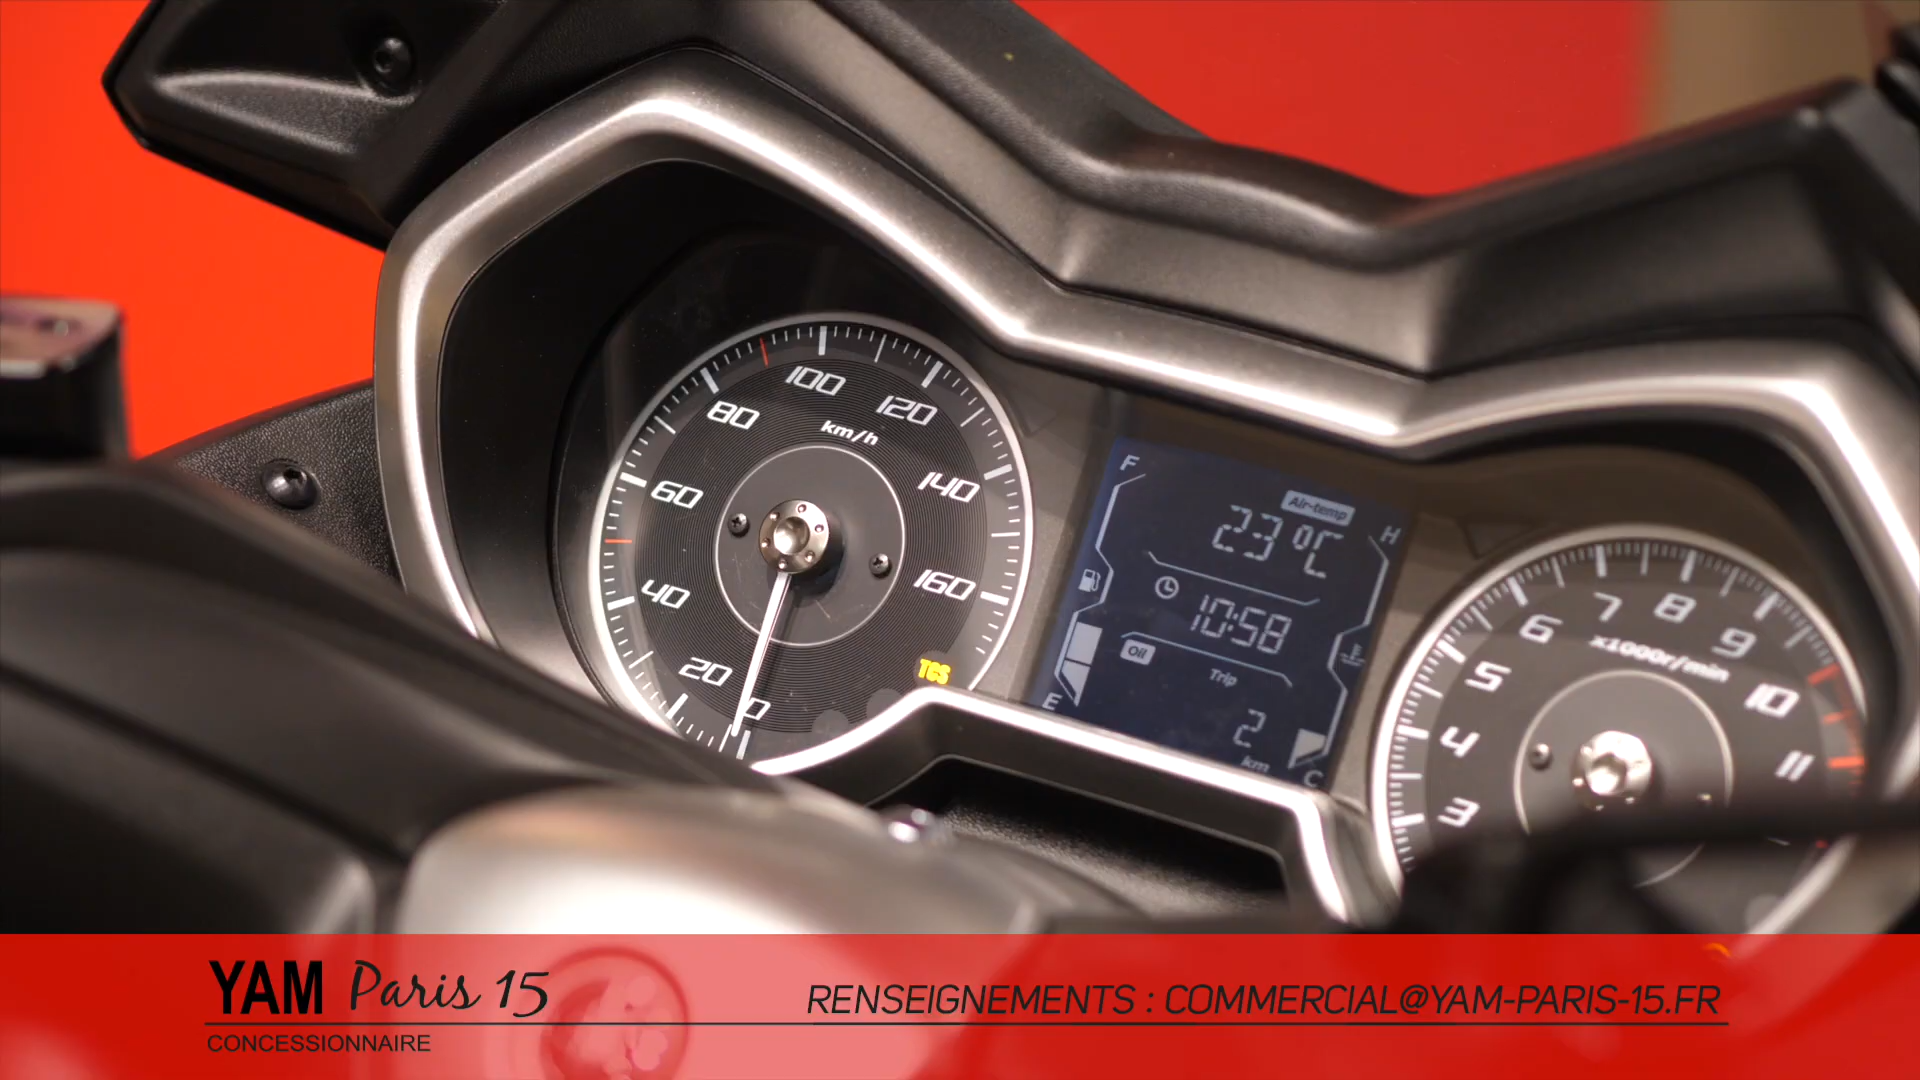 100
80
120
km/h
60
140
40
160
20
TCS
0
F
Air-temp
23 °C
H
10:58
Oil
Trip
E
2
km
C
7
8
6
9
x1000r/min
5
10
4
11
3
YAM Paris 15
CONCESSIONNAIRE
RENSEIGNEMENTS : COMMERCIAL@YAM-PARIS-15.FR